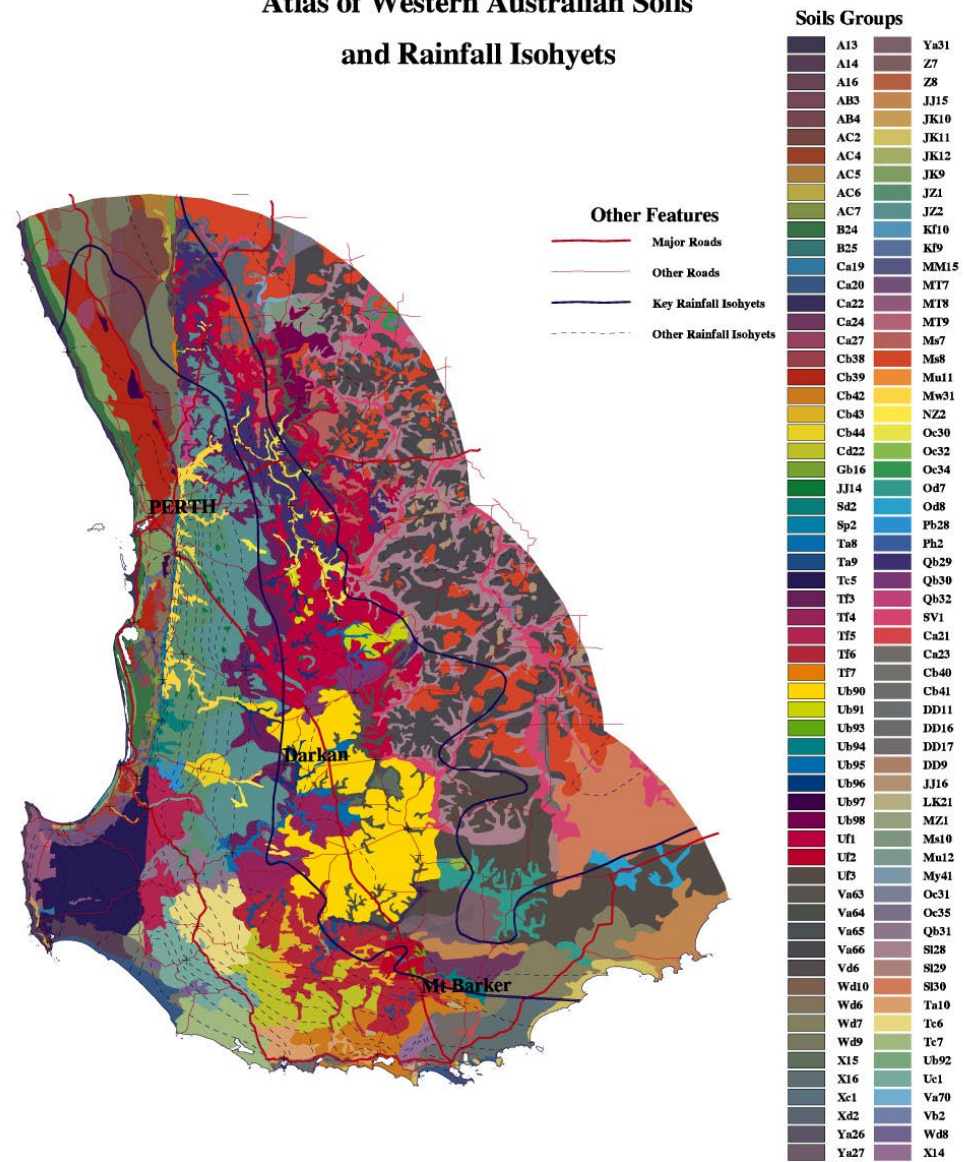 Atlas of Western Australian Soils
and Rainfall Isohyets
Soils Groups
A13 Ya31
A14 Z7
A16 Z8
AB3 JJ15
AB4 JK10
AC2 JK11
AC4 JK12
AC5 JK9
AC6 JZ1
AC7 JZ2
B24 Kf10
B25 Kf9
Ca19 MM15
Ca20 MT7
Ca22 MT8
Ca24 MT9
Ca27 Ms7
Cb38 Ms8
Cb39 Mu11
Cb42 Mw31
Cb43 NZ2
Cb44 Oc30
Cd22 Oc32
Gb16 Oc34
JJ14 Od7
Sd2 Od8
Sp2 Pb28
Ta8 Ph2
Ta9 Qb29
Tc5 Qb30
Tf3 Qb32
Tf4 SV1
Tf5 Ca21
Tf6 Ca23
Tf7 Cb40
Ub90 Cb41
Ub91 DD11
Ub93 DD16
Ub94 DD17
Ub95 DD9
Ub96 JJ16
Ub97 LK21
Ub98 MZ1
Uf1 Ms10
Uf2 Mu12
Uf3 My41
Va63 Oc31
Va64 Oc35
Va65 Qb31
Va66 Sl28
Vd6 Sl29
Wd10 Sl30
Wd6 Ta10
Wd7 Tc6
Wd9 Tc7
X15 Ub92
X16 Uc1
Xc1 Va70
Xd2 Vb2
Ya26 Wd8
Ya27 X14
Other Features
Major Roads
Other Roads
Key Rainfall Isohyets
Other Rainfall Isohyets
PERTH
Darkan
Mt Barker